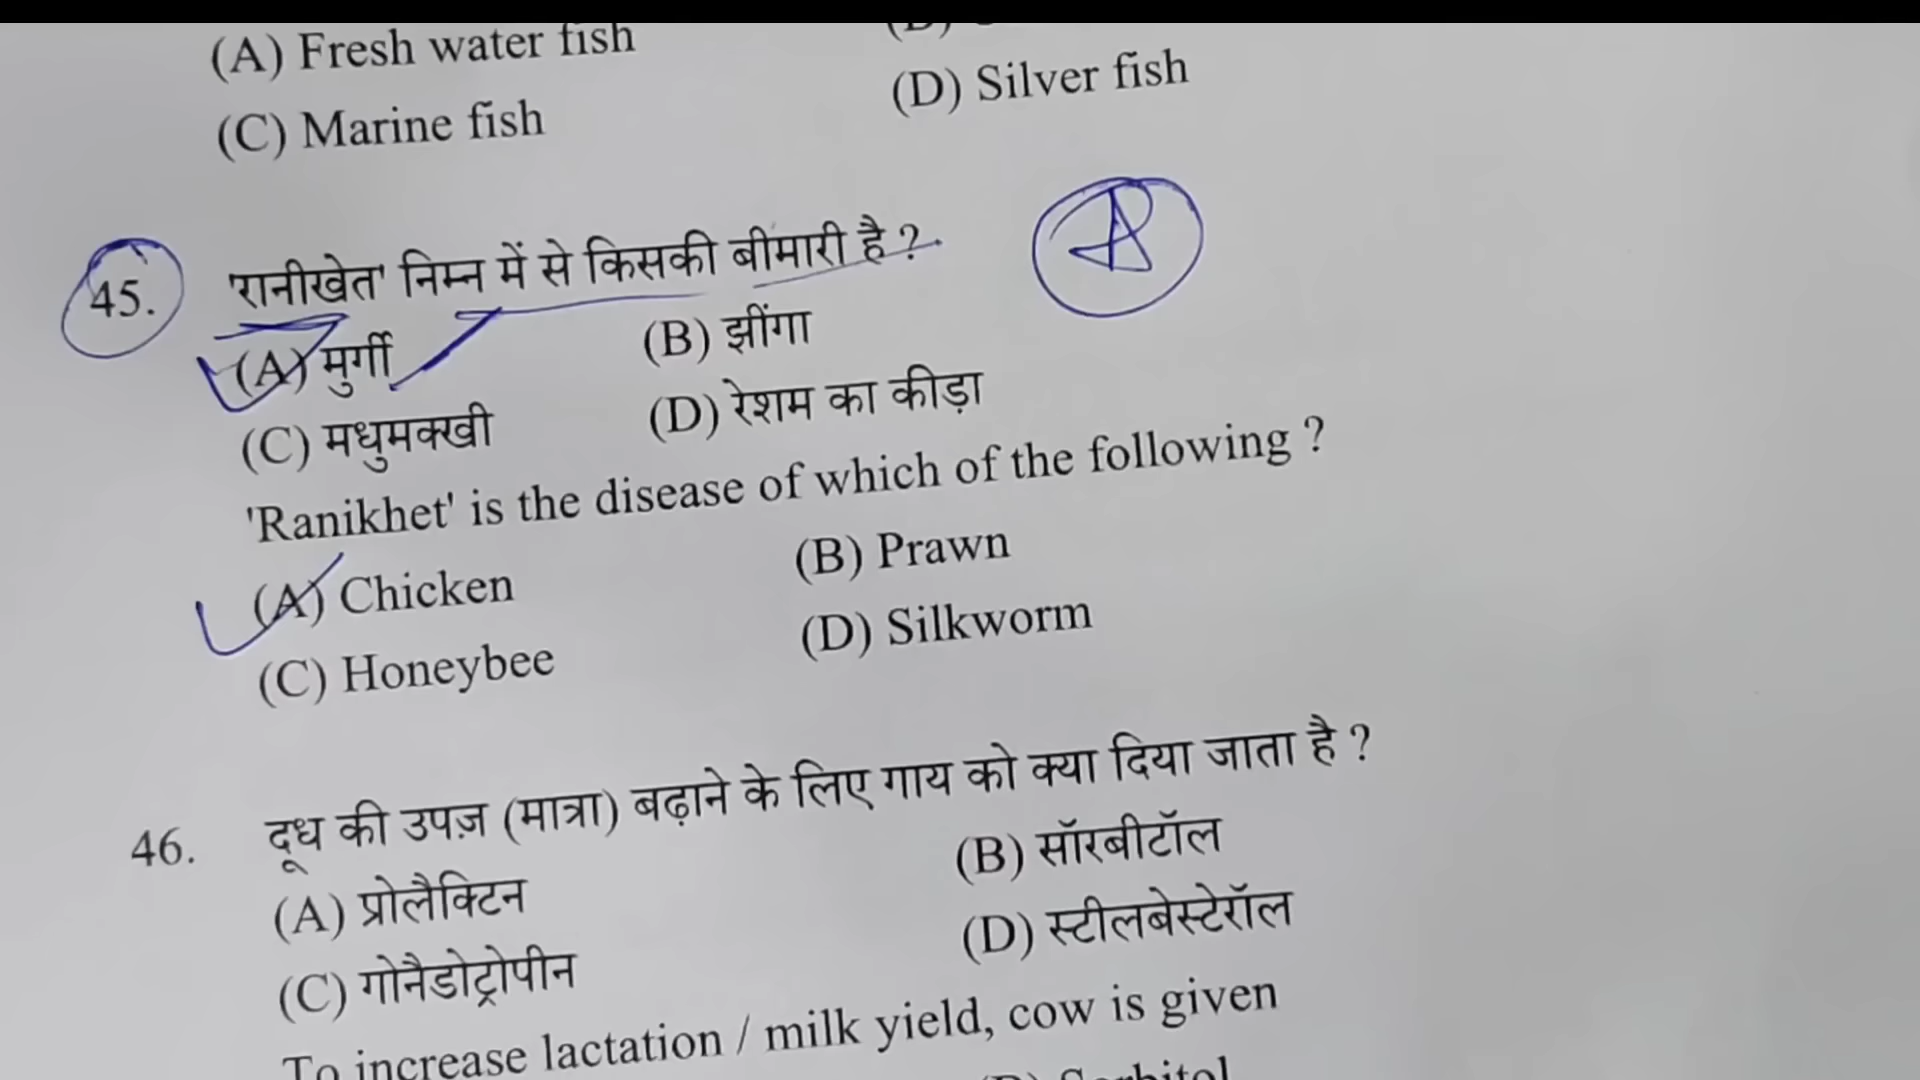 (A) Fresh water fish
(C) Marine fish (D) Silver fish
45. 'रानीखेत' निम्न में से किसकी बीमारी है ? A
(A) मुर्गी (B) झींगा
(C) मधुमक्खी (D) रेशम का कीड़ा
'Ranikhet' is the disease of which of the following ?
(A) Chicken (B) Prawn
(C) Honeybee (D) Silkworm
46. दूध की उपज़ (मात्रा) बढ़ाने के लिए गाय को क्या दिया जाता है ?
(A) प्रोलैक्टिन (B) सॉरबीटॉल
(C) गोनैडोट्रोपीन (D) स्टीलबेस्टेरॉल
To increase lactation / milk yield, cow is given
Sorbitol